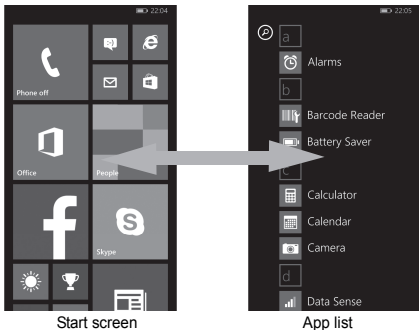 22:04
Phone off
Office
People
Skype
Start screen
22:05
a
Alarms
b
Barcode Reader
Battery Saver
c
Calculator
Calendar
Camera
d
Data Sense
App list